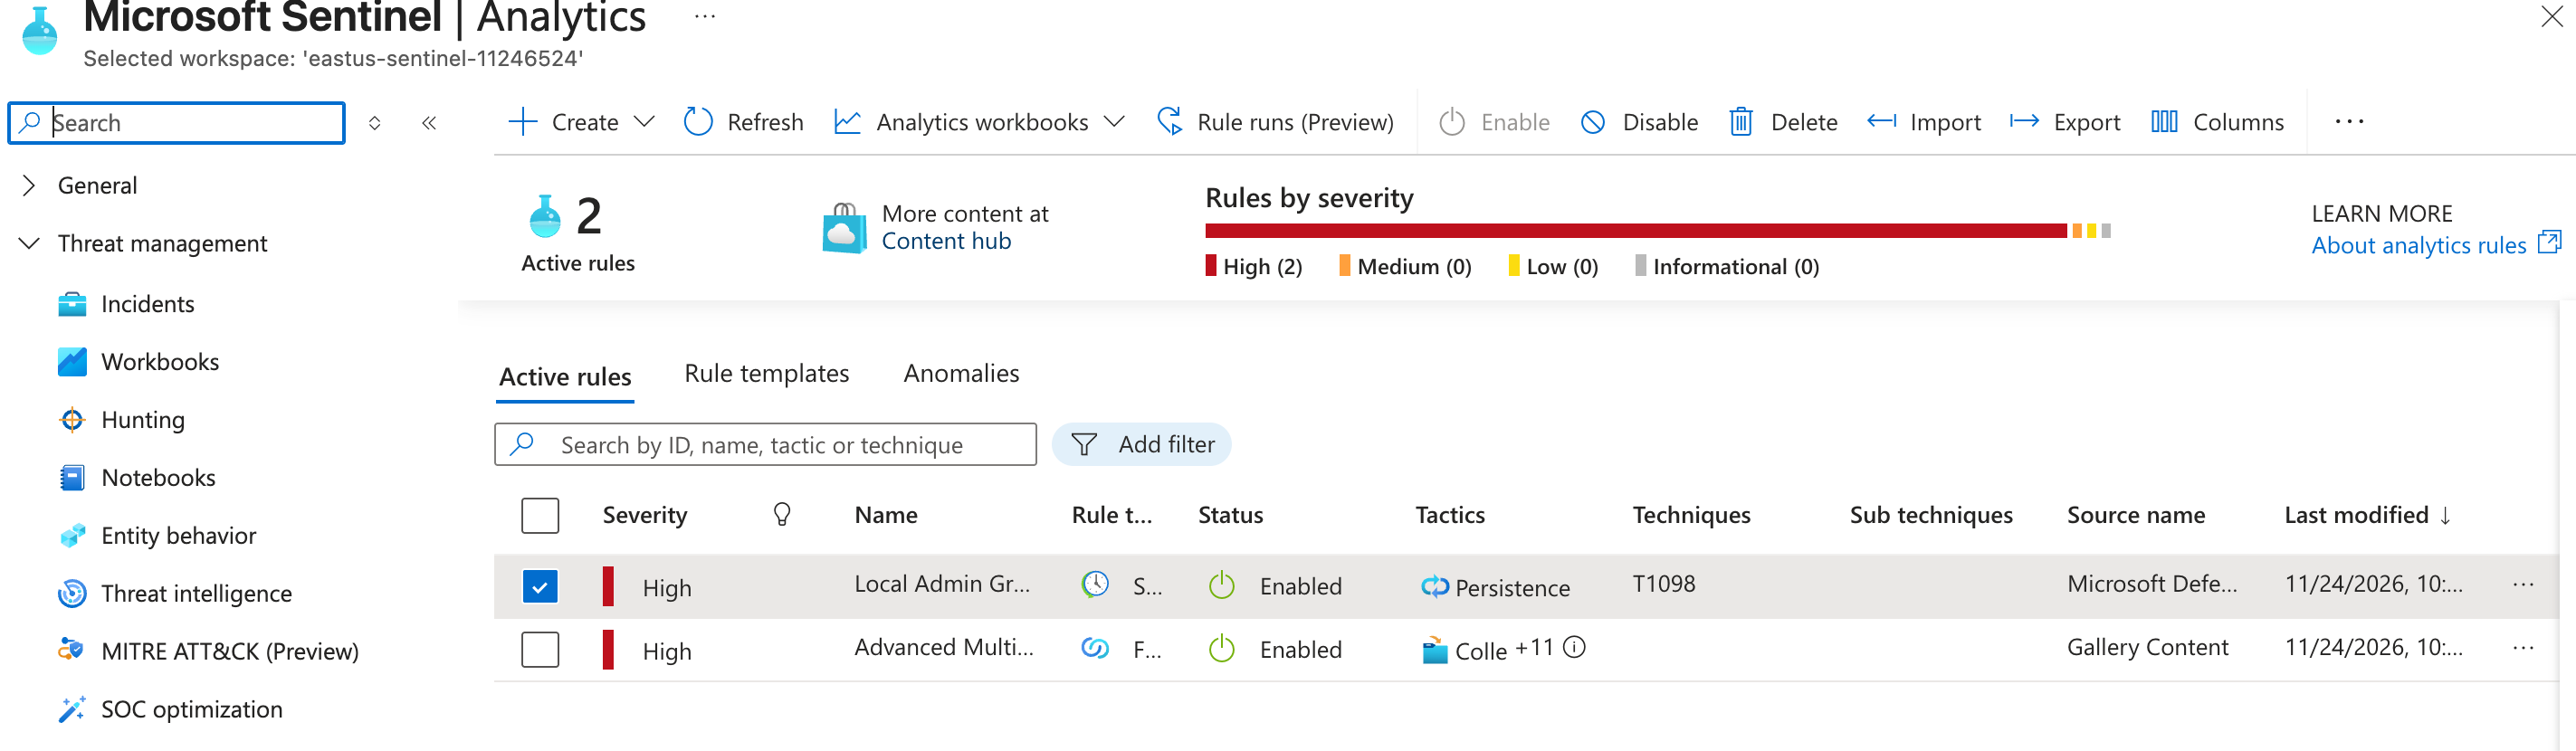 Microsoft Sentinel | Analytics ...
Selected workspace: 'eastus-sentinel-11246524'
Search
General
Threat management
Incidents
Workbooks
Hunting
Notebooks
Entity behavior
Threat intelligence
MITRE ATT&CK (Preview)
SOC optimization
Create Refresh Analytics workbooks Rule runs (Preview) Enable Disable Delete Import Export Columns ...
2
Active rules
More content at
Content hub
Rules by severity
High (2) Medium (0) Low (0) Informational (0)
LEARN MORE
About analytics rules
Active rules Rule templates Anomalies
Search by ID, name, tactic or technique Add filter
Severity Name Rule t... Status Tactics Techniques Sub techniques Source name Last modified ↓
High Local Admin Gr... S... Enabled Persistence T1098 Microsoft Defe... 11/24/2026, 10:... ...
High Advanced Multi... F... Enabled Colle +11 Gallery Content 11/24/2026, 10:... ...